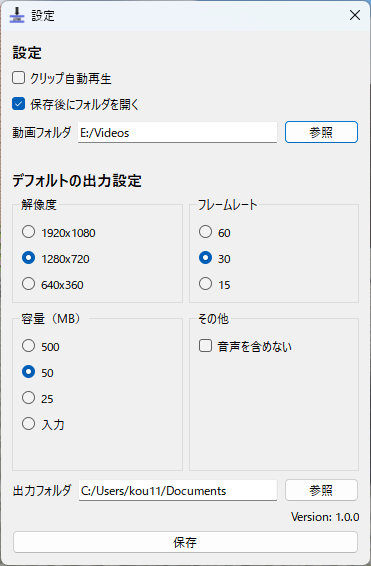 設定
設定
クリップ自動再生
保存後にフォルダを開く
動画フォルダ E:/Videos 参照
デフォルトの出力設定
解像度
1920x1080
1280x720
640x360
フレームレート
60
30
15
容量（MB）
500
50
25
入力
その他
音声を含めない
出力フォルダ C:/Users/kou11/Documents 参照
Version: 1.0.0
保存